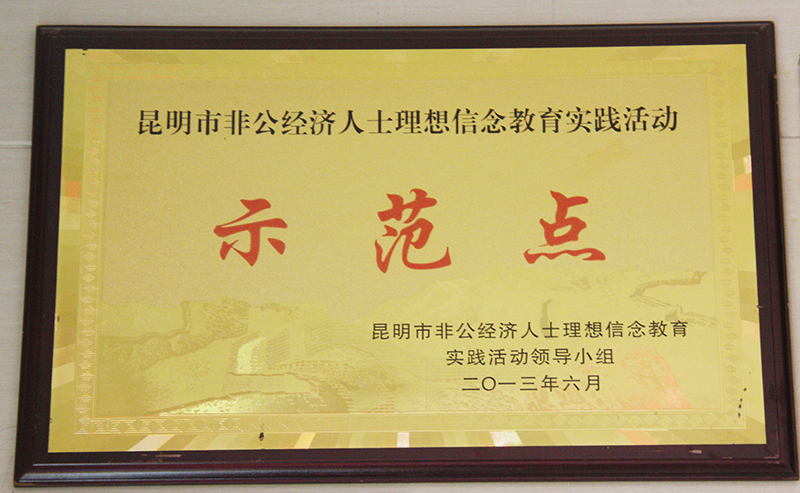 昆明市非公经济人士理想信念教育实践活动
示范点
昆明市非公经济人士理想信念教育
实践活动领导小组
二〇一三年六月